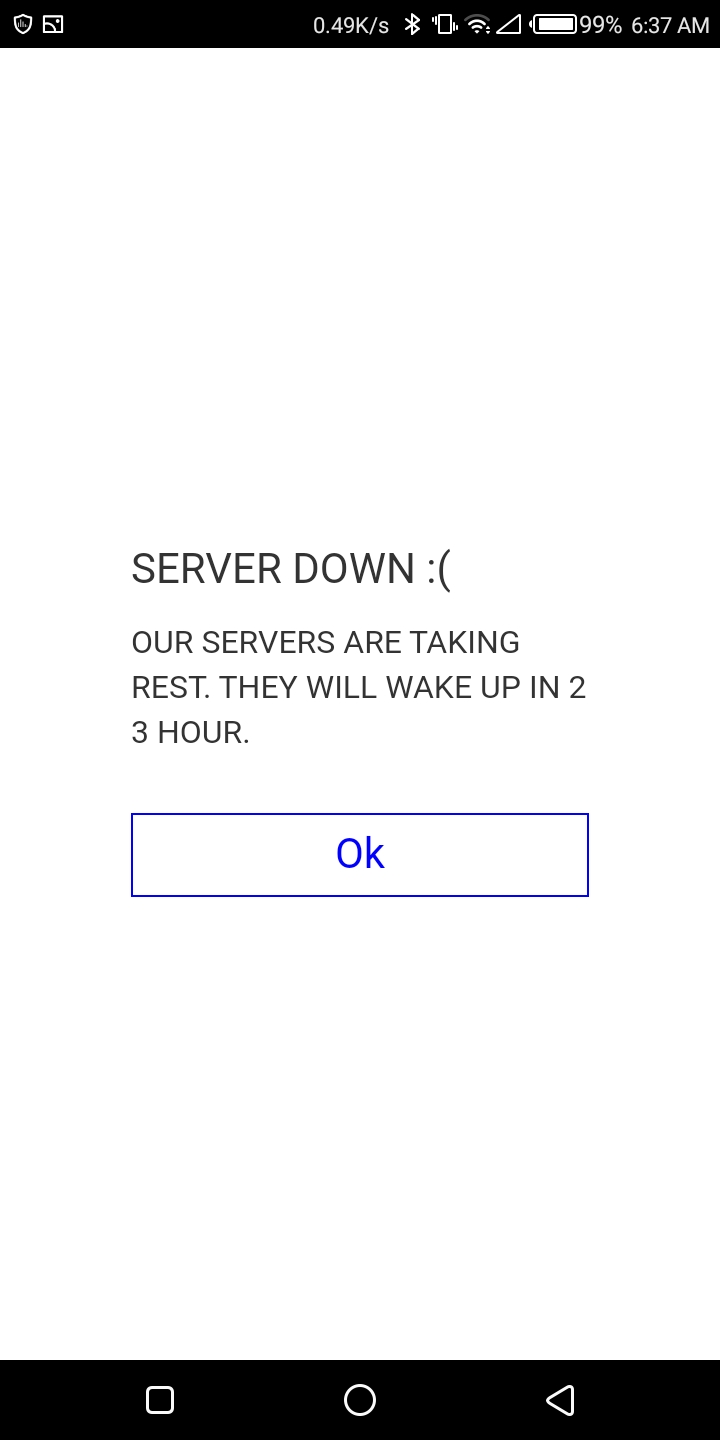 0.49K/s 99% 6:37 AM
SERVER DOWN :(
OUR SERVERS ARE TAKING
REST. THEY WILL WAKE UP IN 2
3 HOUR.
Ok